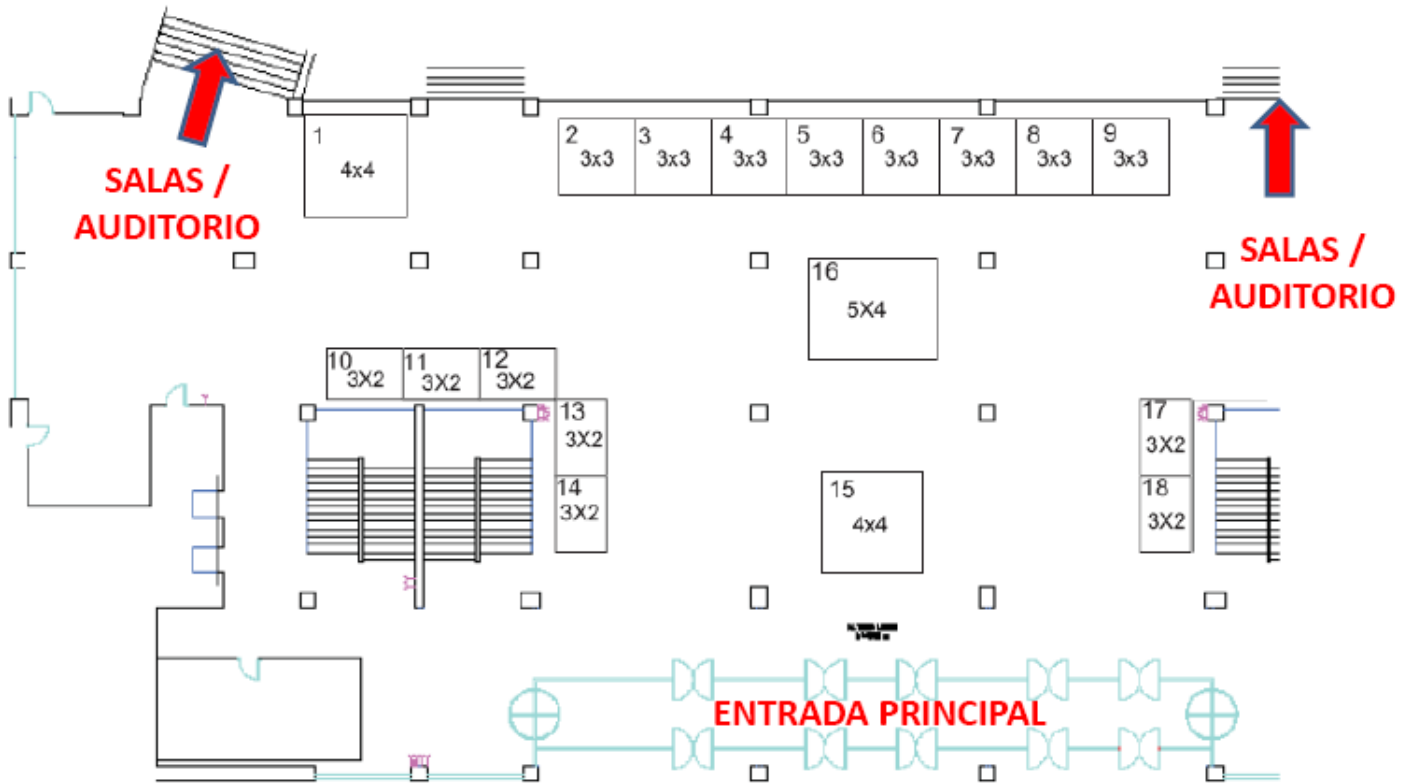 SALAS /
AUDITORIO
1
4x4
2
3x3
3
3x3
4
3x3
5
3x3
6
3x3
7
3x3
8
3x3
9
3x3
SALAS /
AUDITORIO
16
5X4
10
3X2
11
3X2
12
3X2
13
3X2
14
3X2
15
4x4
17
3X2
18
3X2
ENTRADA PRINCIPAL